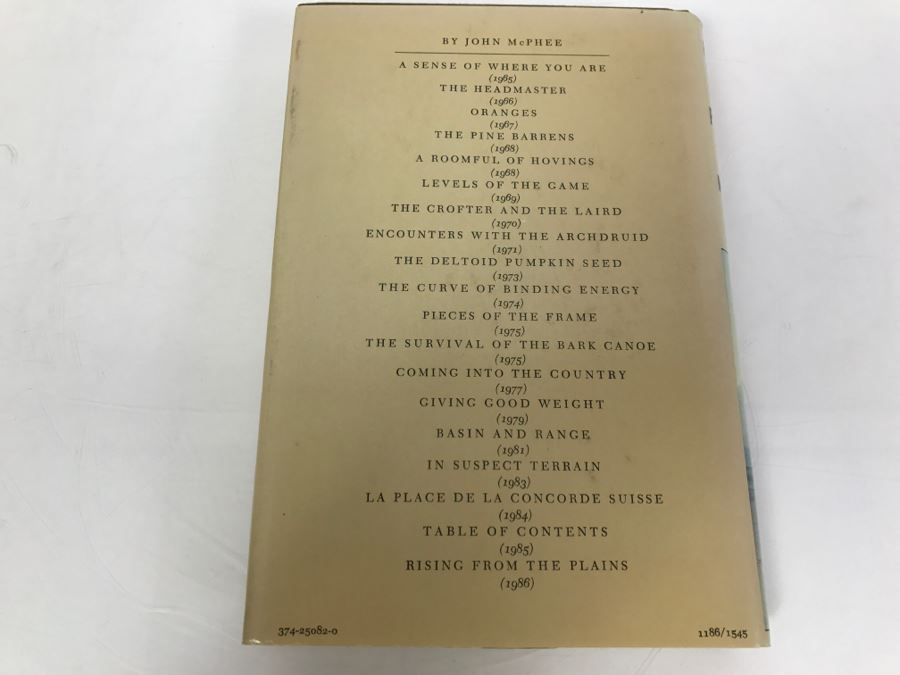 BY JOHN McPHEE
A SENSE OF WHERE YOU ARE
(1965)
THE HEADMASTER
(1966)
ORANGES
(1967)
THE PINE BARRENS
(1968)
A ROOMFUL OF HOVINGS
(1968)
LEVELS OF THE GAME
(1969)
THE CROFTER AND THE LAIRD
(1970)
ENCOUNTERS WITH THE ARCHDRUID
(1971)
THE DELTOID PUMPKIN SEED
(1973)
THE CURVE OF BINDING ENERGY
(1974)
PIECES OF THE FRAME
(1975)
THE SURVIVAL OF THE BARK CANOE
(1975)
COMING INTO THE COUNTRY
(1977)
GIVING GOOD WEIGHT
(1979)
BASIN AND RANGE
(1981)
IN SUSPECT TERRAIN
(1983)
LA PLACE DE LA CONCORDE SUISSE
(1984)
TABLE OF CONTENTS
(1985)
RISING FROM THE PLAINS
(1986)
374-25082-0
1186/1545